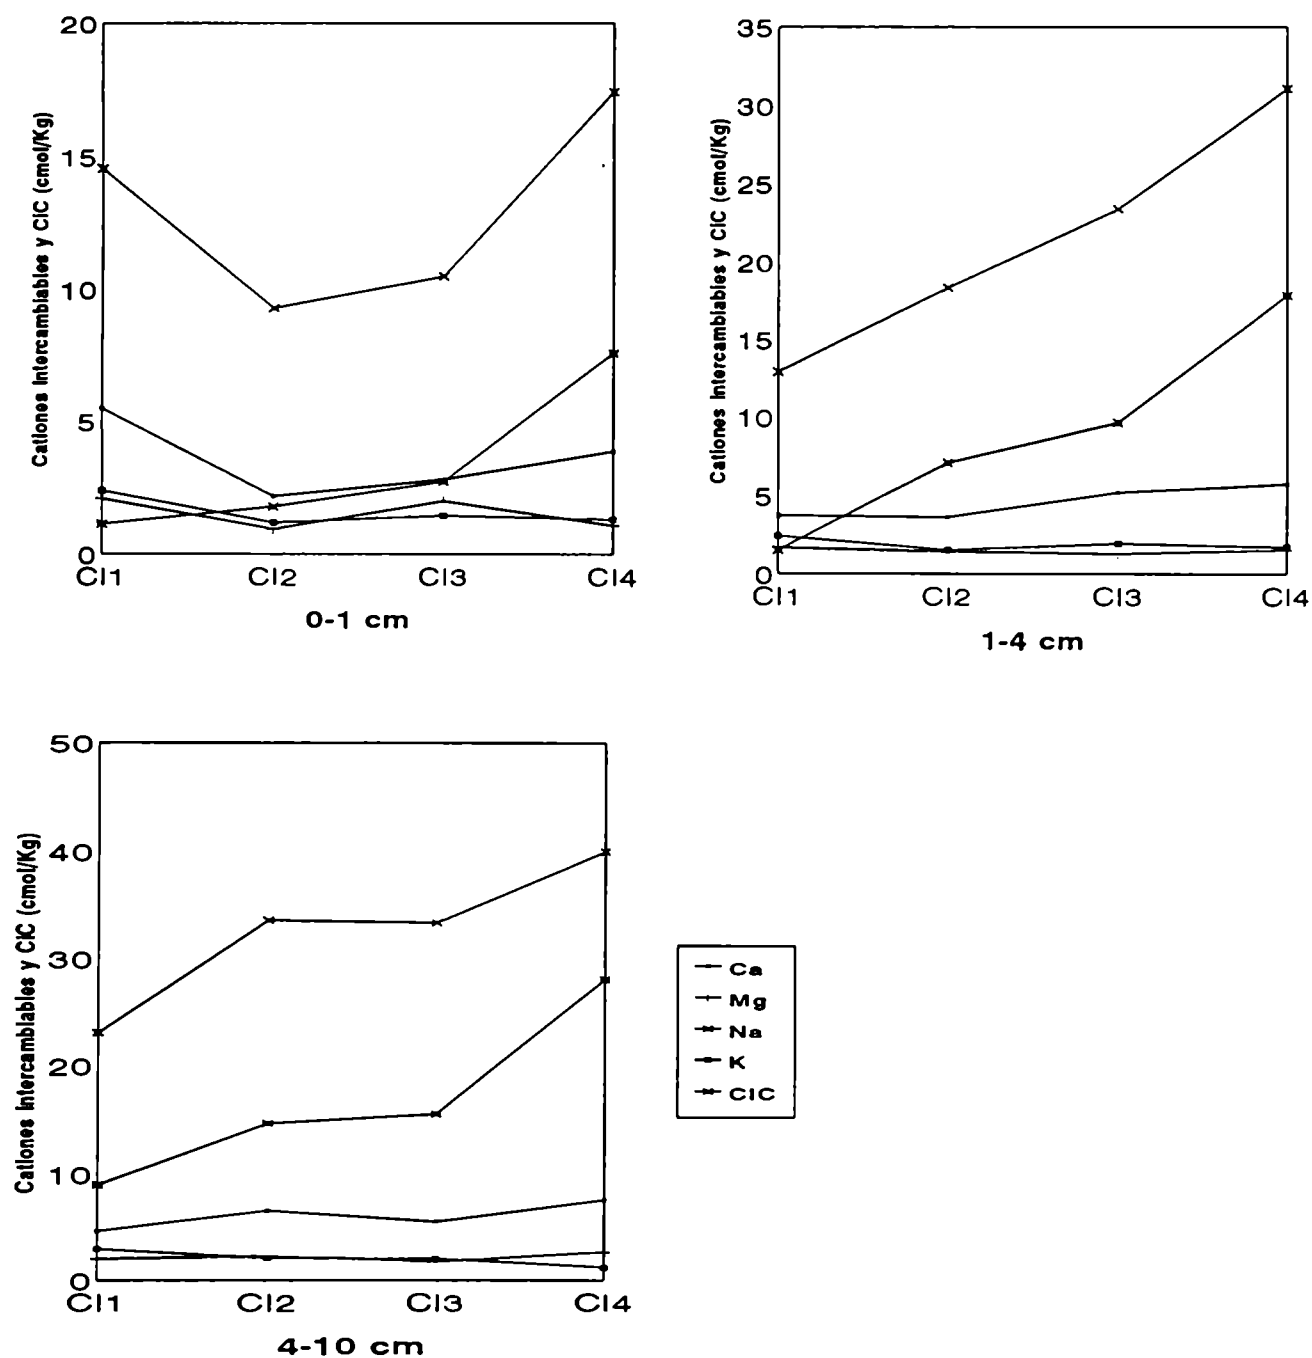 Cationes Intercambiables y CIC (cmol/Kg)
20
15
10
5
0
CI1 CI2 CI3 CI4
0-1 cm
Cationes Intercambiables y CIC (cmol/Kg)
35
30
25
20
15
10
5
0
CI1 CI2 CI3 CI4
1-4 cm
Cationes Intercambiables y CIC (cmol/Kg)
50
40
30
20
10
0
CI1 CI2 CI3 CI4
4-10 cm
Ca
Mg
Na
K
CIC